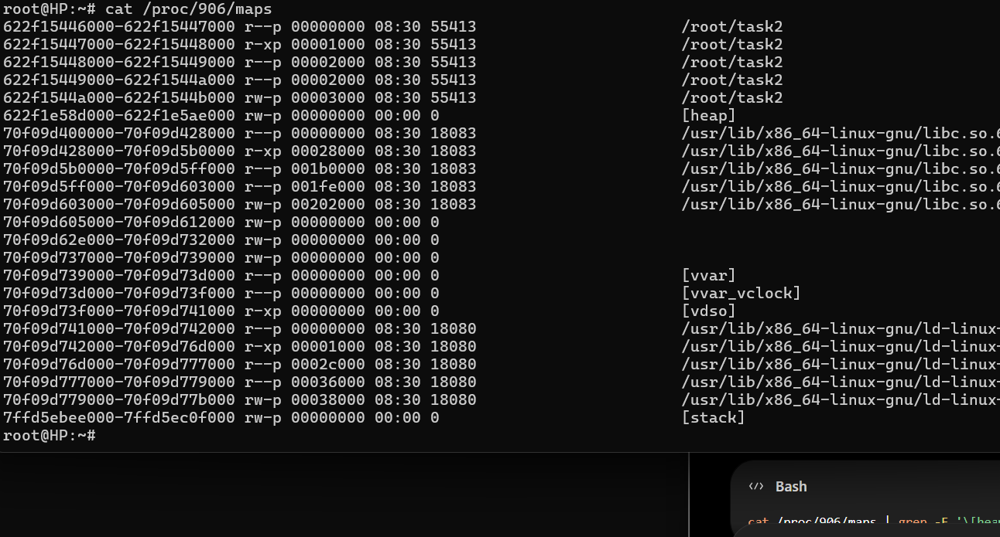 root@HP:~# cat /proc/906/maps
622f15446000-622f15447000 r--p 00000000 08:30 55413 /root/task2
622f15447000-622f15448000 r-xp 00001000 08:30 55413 /root/task2
622f15448000-622f15449000 r--p 00002000 08:30 55413 /root/task2
622f15449000-622f1544a000 r--p 00002000 08:30 55413 /root/task2
622f1544a000-622f1544b000 rw-p 00003000 08:30 55413 /root/task2
622f1e58d000-622f1e5ae000 rw-p 00000000 00:00 0 [heap]
70f09d400000-70f09d428000 r--p 00000000 08:30 18083 /usr/lib/x86_64-linux-gnu/libc.so.6
70f09d428000-70f09d5b0000 r-xp 00028000 08:30 18083 /usr/lib/x86_64-linux-gnu/libc.so.6
70f09d5b0000-70f09d5ff000 r--p 001b0000 08:30 18083 /usr/lib/x86_64-linux-gnu/libc.so.6
70f09d5ff000-70f09d603000 r--p 001fe000 08:30 18083 /usr/lib/x86_64-linux-gnu/libc.so.6
70f09d603000-70f09d605000 rw-p 00202000 08:30 18083 /usr/lib/x86_64-linux-gnu/libc.so.6
70f09d605000-70f09d612000 rw-p 00000000 00:00 0
70f09d62e000-70f09d732000 rw-p 00000000 00:00 0
70f09d737000-70f09d739000 rw-p 00000000 00:00 0
70f09d739000-70f09d73d000 r--p 00000000 00:00 0 [vvar]
70f09d73d000-70f09d73f000 r--p 00000000 00:00 0 [vvar_vclock]
70f09d73f000-70f09d741000 r-xp 00000000 00:00 0 [vdso]
70f09d741000-70f09d742000 r--p 00000000 08:30 18080 /usr/lib/x86_64-linux-gnu/ld-linux-
70f09d742000-70f09d76d000 r-xp 00001000 08:30 18080 /usr/lib/x86_64-linux-gnu/ld-linux-
70f09d76d000-70f09d777000 r--p 0002c000 08:30 18080 /usr/lib/x86_64-linux-gnu/ld-linux-
70f09d777000-70f09d779000 r--p 00036000 08:30 18080 /usr/lib/x86_64-linux-gnu/ld-linux-
70f09d779000-70f09d77b000 rw-p 00038000 08:30 18080 /usr/lib/x86_64-linux-gnu/ld-linux-
7ffd5ebee000-7ffd5ec0f000 rw-p 00000000 00:00 0 [stack]
root@HP:~#
</> Bash
cat /proc/906/maps | grep -E '\[hea